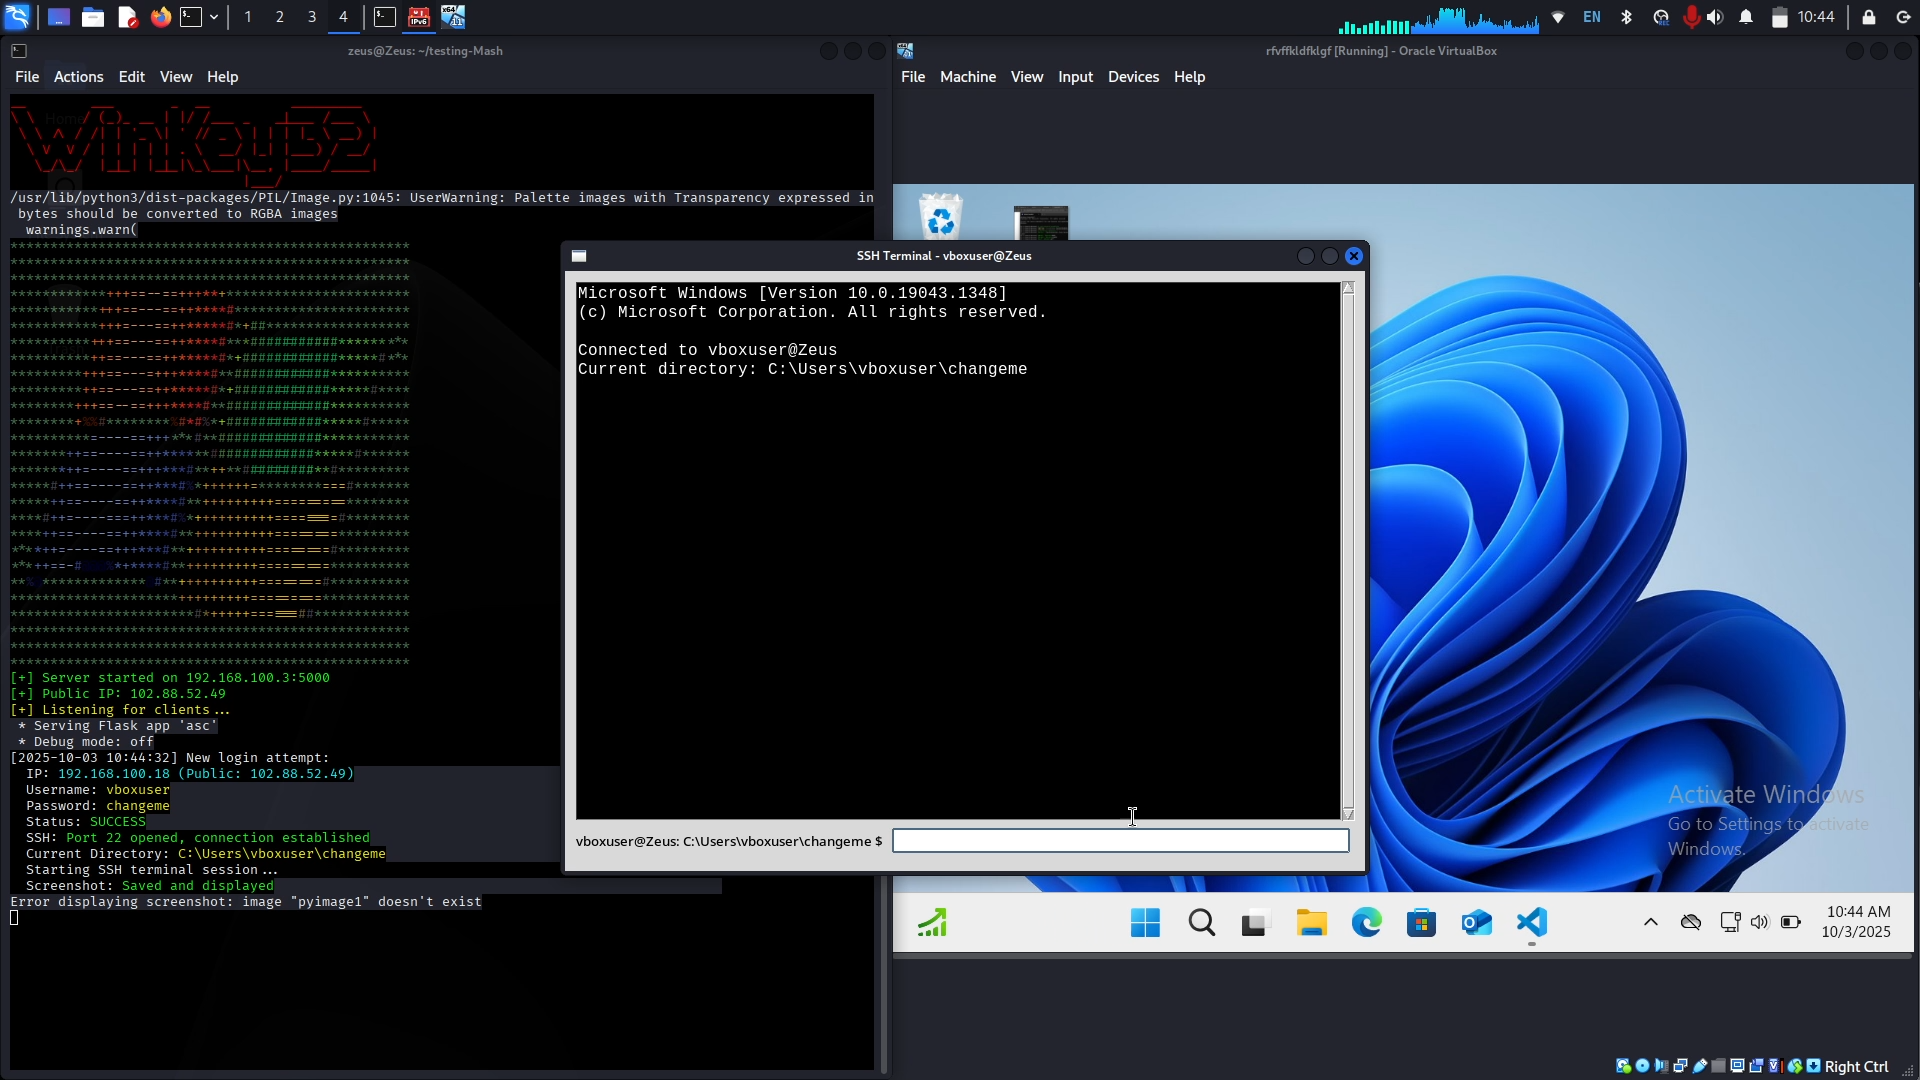 1 2 3 4 EN 10:44
zeus@Zeus: ~/testing-Mash
File Actions Edit View Help
Home
WinKey52
/usr/lib/python3/dist-packages/PIL/Image.py:1045: UserWarning: Palette images with Transparency expressed in
bytes should be converted to RGBA images
warnings.warn(
[+] Server started on 192.168.100.3:5000
[+] Public IP: 102.88.52.49
[+] Listening for clients...
* Serving Flask app 'asc'
* Debug mode: off
[2025-10-03 10:44:32] New login attempt:
IP: 192.168.100.18 (Public: 102.88.52.49)
Username: vboxuser
Password: changeme
Status: SUCCESS
SSH: Port 22 opened, connection established
Current Directory: C:\Users\vboxuser\changeme
Starting SSH terminal session...
Screenshot: Saved and displayed
Error displaying screenshot: image "pyimage1" doesn't exist
SSH Terminal - vboxuser@Zeus
Microsoft Windows [Version 10.0.19043.1348]
(c) Microsoft Corporation. All rights reserved.
Connected to vboxuser@Zeus
Current directory: C:\Users\vboxuser\changeme
vboxuser@Zeus: C:\Users\vboxuser\changeme $
rfvffkldfklgf [Running] - Oracle VirtualBox
File Machine View Input Devices Help
Activate Windows
Go to Settings to activate
Windows.
10:44 AM
10/3/2025
Right Ctrl